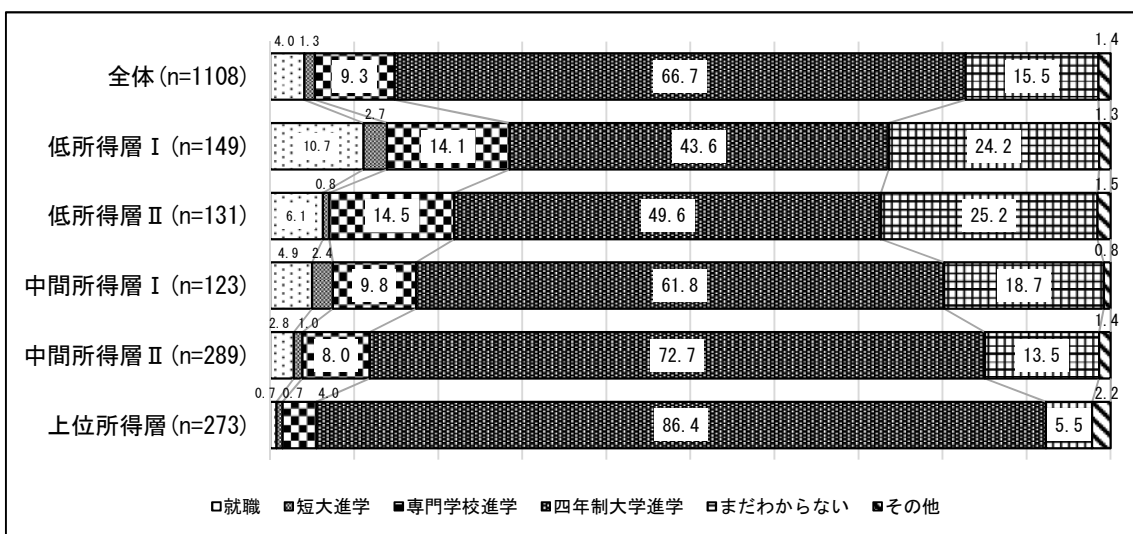 4.0 1.3 1.4
全体(n=1108) 9.3 66.7 15.5
2.7 1.3
低所得層Ⅰ(n=149) 10.7 14.1 43.6 24.2
0.8 1.5
低所得層Ⅱ(n=131) 6.1 14.5 49.6 25.2
4.9 2.4 0.8
中間所得層Ⅰ(n=123) 9.8 61.8 18.7
2.8 1.0 1.4
中間所得層Ⅱ(n=289) 8.0 72.7 13.5
0.7 0.7 4.0 2.2
上位所得層(n=273) 86.4 5.5
就職 短大進学 専門学校進学 四年制大学進学 まだわからない その他